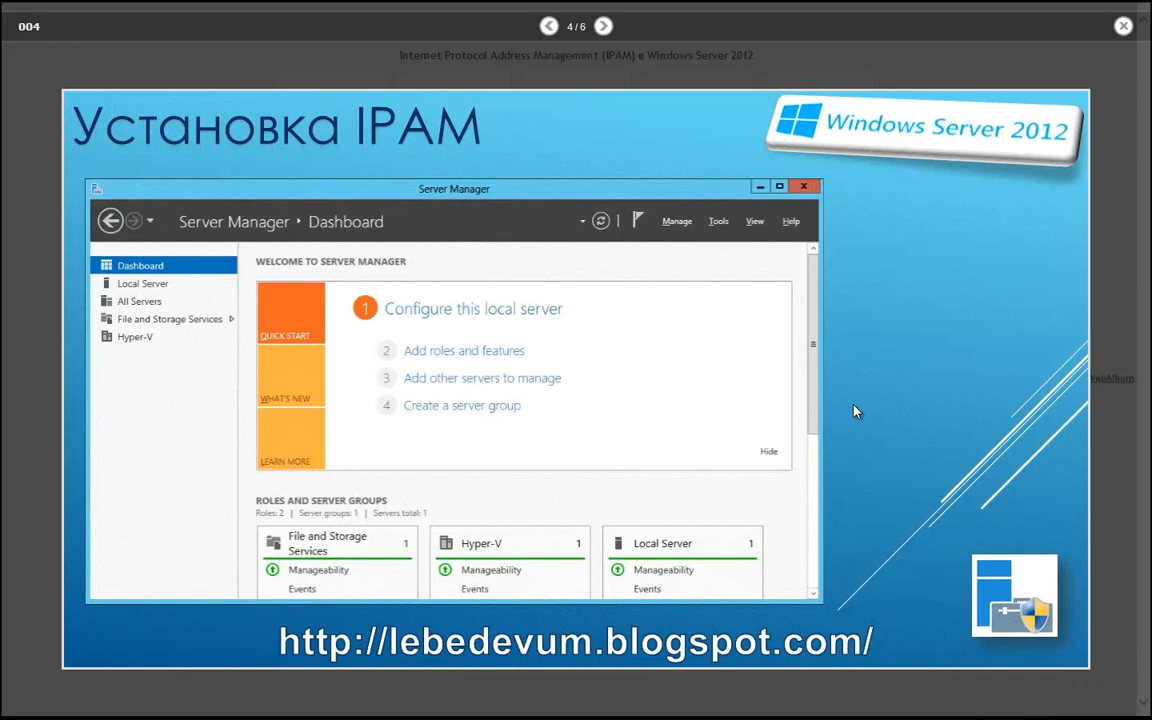 004
4 / 6
Internet Protocol Address Management (IPAM) в Windows Server 2012
Установка IPAM
Windows Server 2012
Server Manager
Server Manager ‣ Dashboard
Manage Tools View Help
Dashboard
Local Server
All Servers
File and Storage Services
Hyper-V
WELCOME TO SERVER MANAGER
QUICK START
WHAT'S NEW
LEARN MORE
1 Configure this local server
2 Add roles and features
3 Add other servers to manage
4 Create a server group
Hide
ROLES AND SERVER GROUPS
Roles: 2 | Server groups: 1 | Servers total: 1
File and Storage Services 1
Manageability
Events
Hyper-V 1
Manageability
Events
Local Server 1
Manageability
Events
WebAlbum
http://lebedevum.blogspot.com/